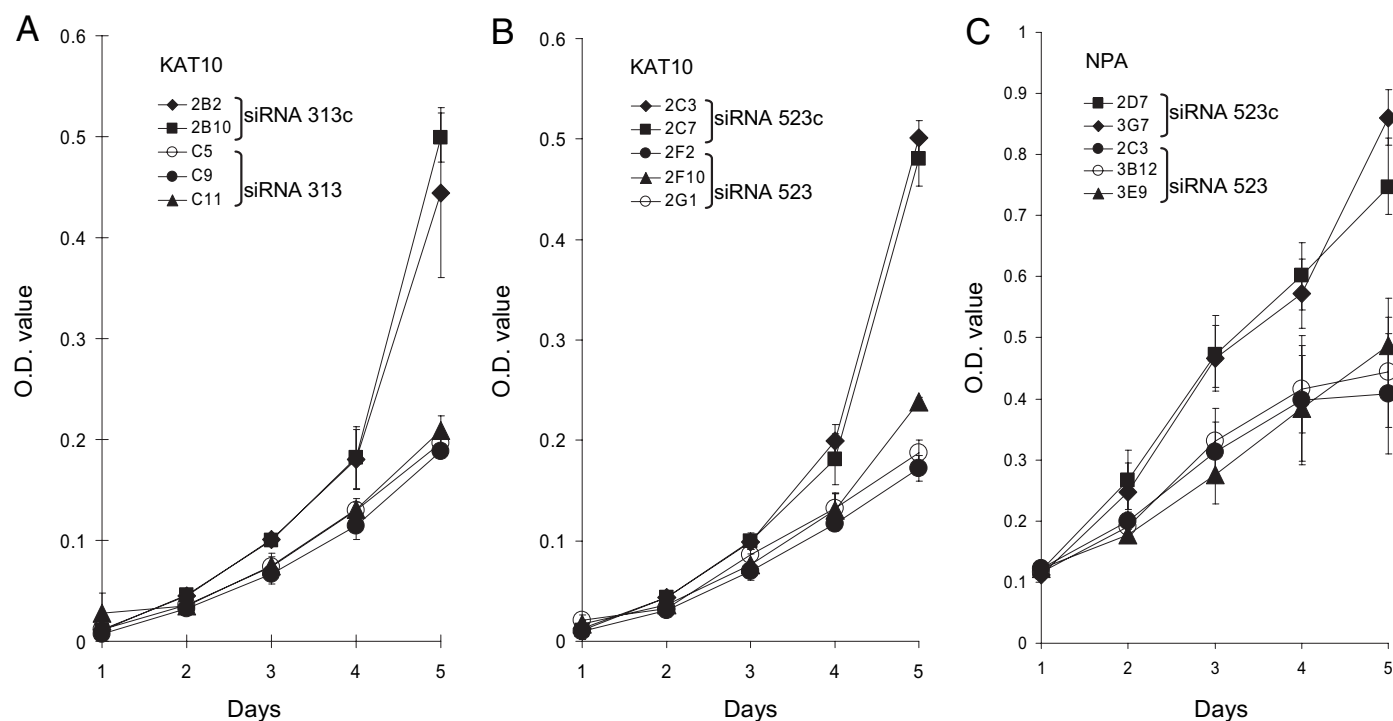 A
KAT10
2B2
2B10
siRNA 313c
C5
C9
C11
siRNA 313
O.D. value
0.6
0.5
0.4
0.3
0.2
0.1
0
1 2 3 4 5
Days
B
KAT10
2C3
2C7
siRNA 523c
2F2
2F10
2G1
siRNA 523
O.D. value
0.6
0.5
0.4
0.3
0.2
0.1
0
1 2 3 4 5
Days
C
NPA
2D7
3G7
siRNA 523c
2C3
3B12
3E9
siRNA 523
O.D. value
1
0.9
0.8
0.7
0.6
0.5
0.4
0.3
0.2
0.1
0
1 2 3 4 5
Days